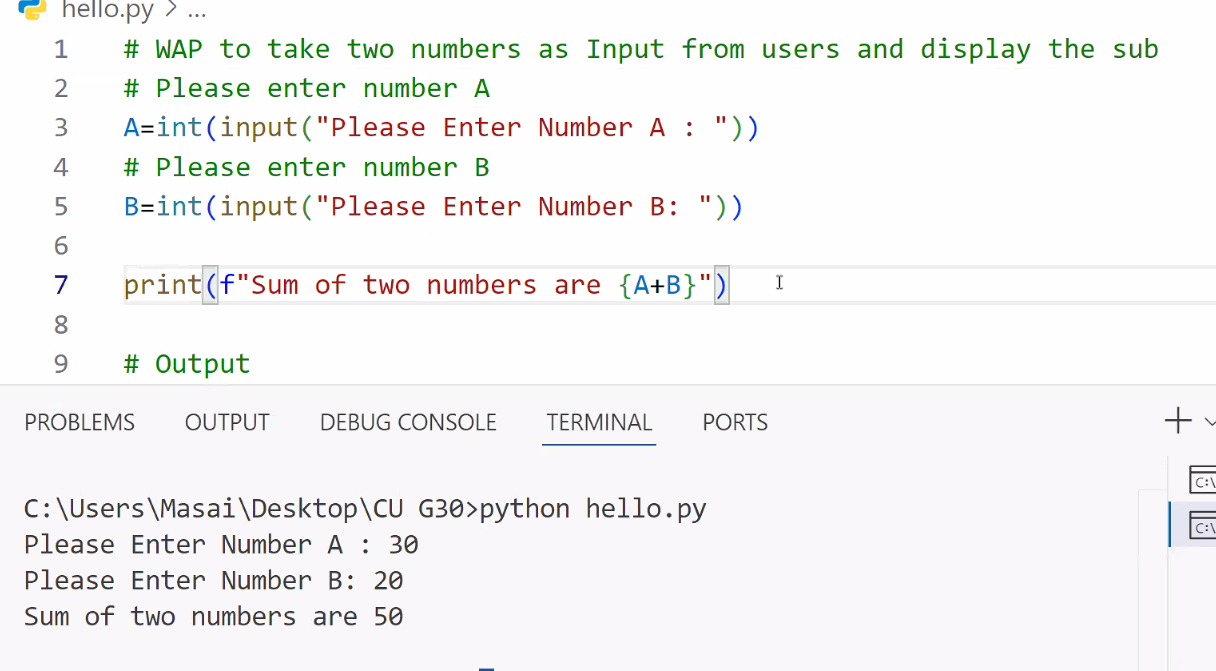 hello.py > ...
1 # WAP to take two numbers as Input from users and display the sub
2 # Please enter number A
3 A=int(input("Please Enter Number A : "))
4 # Please enter number B
5 B=int(input("Please Enter Number B: "))
6
7 print(f"Sum of two numbers are {A+B}")
8
9 # Output
PROBLEMS OUTPUT DEBUG CONSOLE TERMINAL PORTS
C:\Users\Masai\Desktop\CU G30>python hello.py
Please Enter Number A : 30
Please Enter Number B: 20
Sum of two numbers are 50